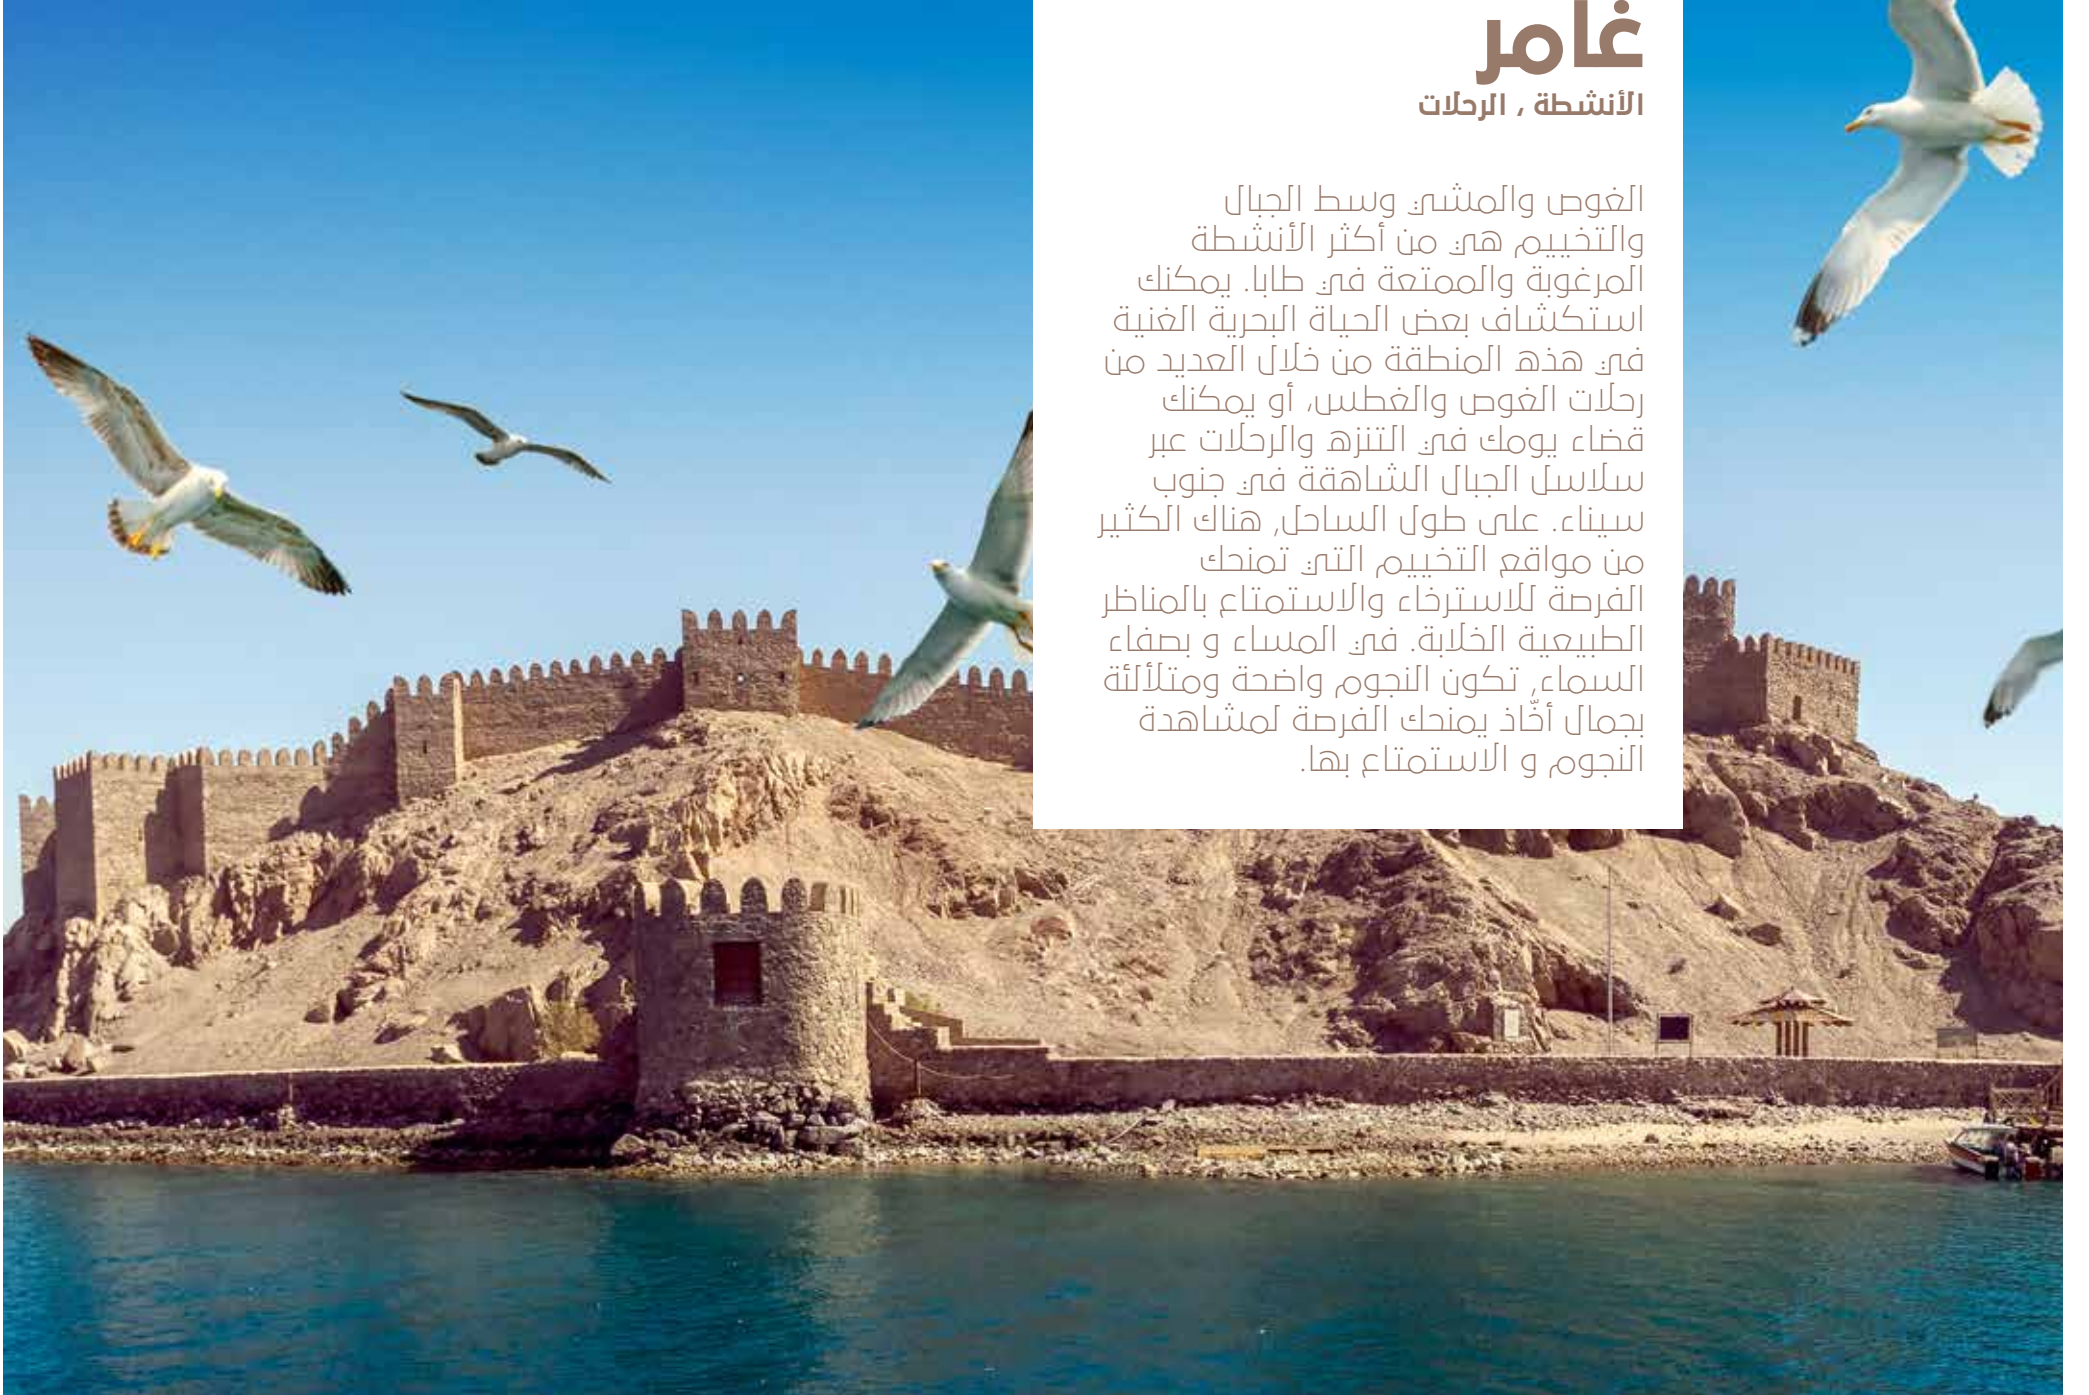 غامر
الأنشطة ، الرحلات
الغوص والمشي وسط الجبال
والتخييم هي من أكثر الأنشطة
المرغوبة والممتعة في طابا. يمكنك
استكشاف بعض الحياة البحرية الغنية
في هذه المنطقة من خلال العديد من
رحلات الغوص والغطس، أو يمكنك
قضاء يومك في التنزه والرحلات عبر
سلاسل الجبال الشاهقة في جنوب
سيناء. على طول الساحل, هناك الكثير
من مواقع التخييم التي تمنحك
الفرصة للاسترخاء والاستمتاع بالمناظر
الطبيعية الخلابة. في المساء و بصفاء
السماء, تكون النجوم واضحة ومتلألئة
بجمال أخّاذ يمنحك الفرصة لمشاهدة
النجوم و الاستمتاع بها.